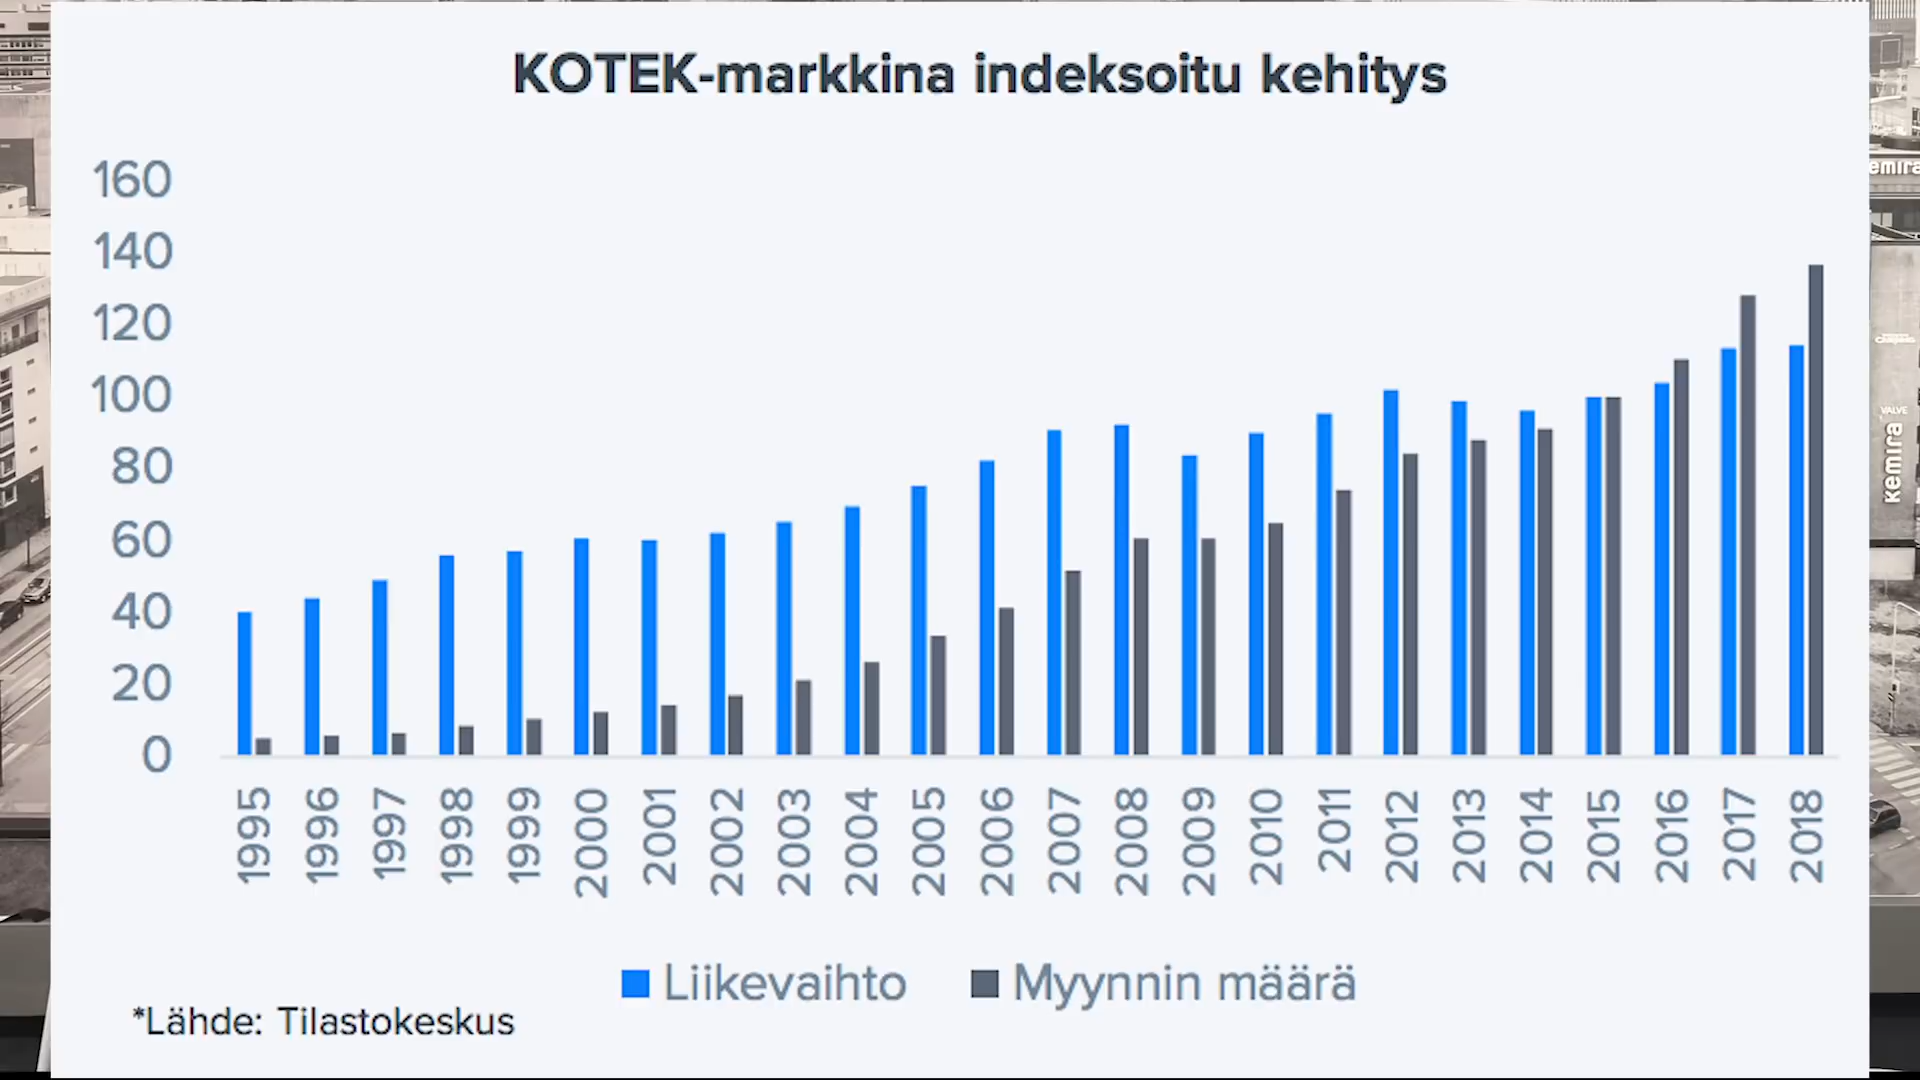 KOTEK-markkina indeksoitu kehitys
160
140
120
100
80
60
40
20
0
1995 1996 1997 1998 1999 2000 2001 2002 2003 2004 2005 2006 2007 2008 2009 2010 2011 2012 2013 2014 2015 2016 2017 2018
Liikevaihto Myynnin määrä
*Lähde: Tilastokeskus
emira
VALVE
kemira